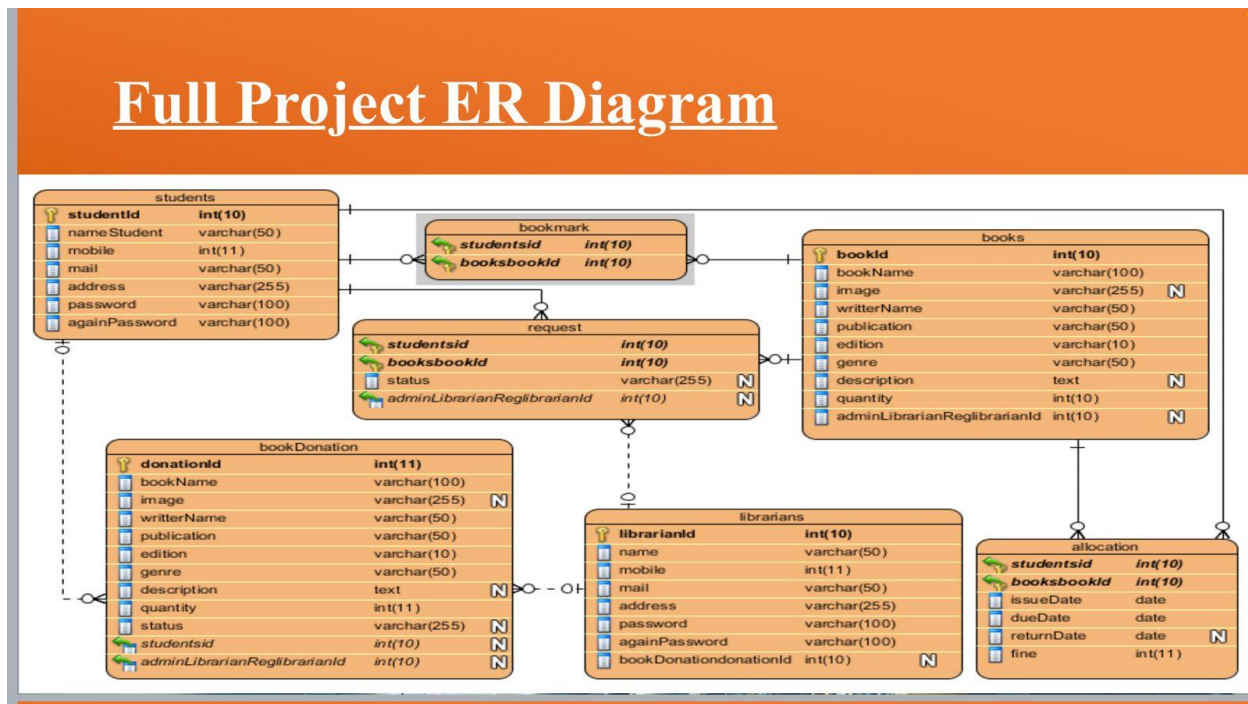 Full Project ER Diagram
students
studentId int(10)
nameStudent varchar(50)
mobile int(11)
mail varchar(50)
address varchar(255)
password varchar(100)
againPassword varchar(100)
bookmark
studentsid int(10)
booksbookId int(10)
books
bookId int(10)
bookName varchar(100)
image varchar(255) N
writterName varchar(50)
publication varchar(50)
edition varchar(10)
genre varchar(50)
description text N
quantity int(10)
adminLibrarianReglibrarianId int(10) N
request
studentsid int(10)
booksbookId int(10)
status varchar(255) N
adminLibrarianReglibrarianId int(10) N
bookDonation
donationId int(11)
bookName varchar(100)
image varchar(255) N
writterName varchar(50)
publication varchar(50)
edition varchar(10)
genre varchar(50)
description text N
quantity int(11)
status varchar(255) N
studentsid int(10) N
adminLibrarianReglibrarianId int(10) N
librarians
librarianId int(10)
name varchar(50)
mobile int(11)
mail varchar(50)
address varchar(255)
password varchar(100)
againPassword varchar(100)
bookDonationdonationId int(10) N
allocation
studentsid int(10)
booksbookId int(10)
issueDate date
dueDate date
returnDate date N
fine int(11)